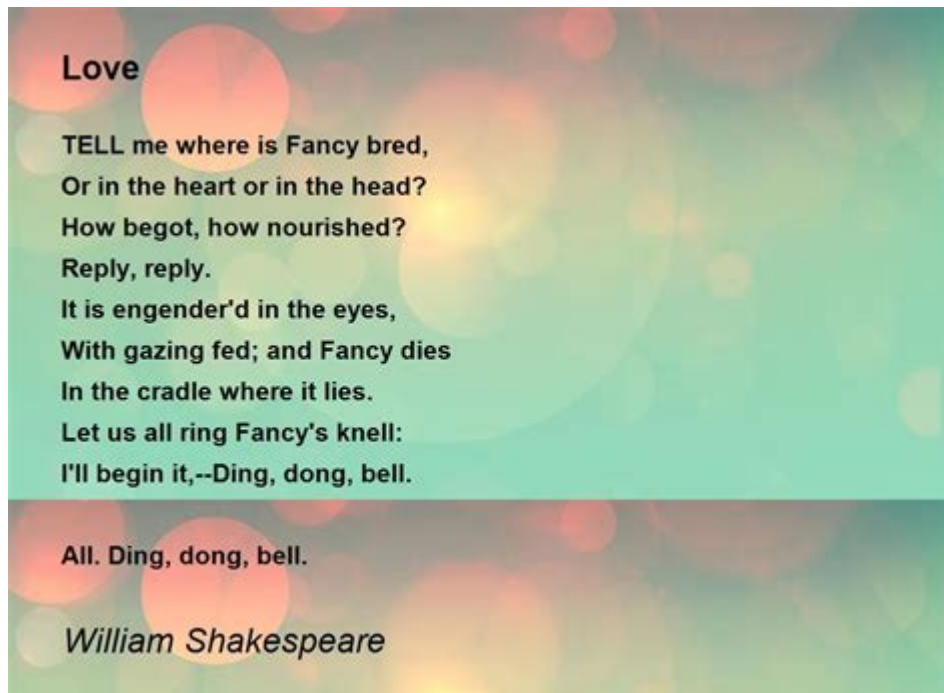 Love
TELL me where is Fancy bred,
Or in the heart or in the head?
How begot, how nourished?
Reply, reply.
It is engender'd in the eyes,
With gazing fed; and Fancy dies
In the cradle where it lies.
Let us all ring Fancy's knell:
I'll begin it,--Ding, dong, bell.
All. Ding, dong, bell.
William Shakespeare